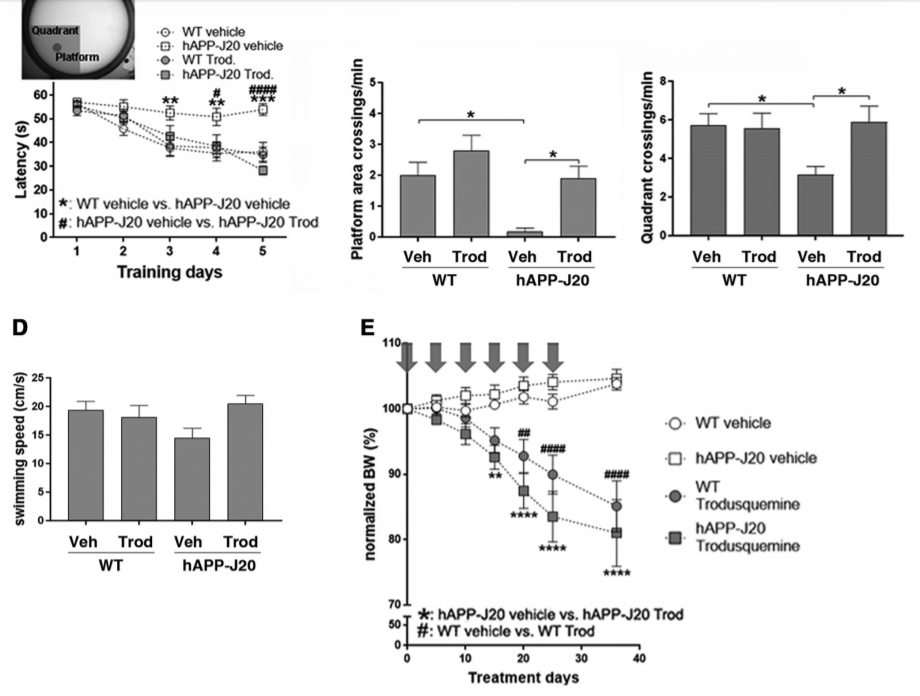 Quadrant
Platform
WT vehicle
hAPP-J20 vehicle
WT Trod.
hAPP-J20 Trod.
Latency (s)
60
50
40
30
20
10
0
**
#
**
####
***
*: WT vehicle vs. hAPP-J20 vehicle
#: hAPP-J20 vehicle vs. hAPP-J20 Trod
1 2 3 4 5
Training days
Platform area crossings/min
5
4
3
2
1
0
*
*
Veh Trod Veh Trod
WT hAPP-J20
Quadrant crossings/min
8
6
4
2
0
*
*
Veh Trod Veh Trod
WT hAPP-J20
D
swimming speed (cm/s)
25
20
15
10
5
0
Veh Trod Veh Trod
WT hAPP-J20
E
normalized BW (%)
110
100
90
80
70
50
0
##
####
####
**
****
****
****
*: hAPP-J20 vehicle vs. hAPP-J20 Trod
#: WT vehicle vs. WT Trod
0 10 20 30 40
Treatment days
WT vehicle
hAPP-J20 vehicle
WT
Trodusquemine
hAPP-J20
Trodusquemine